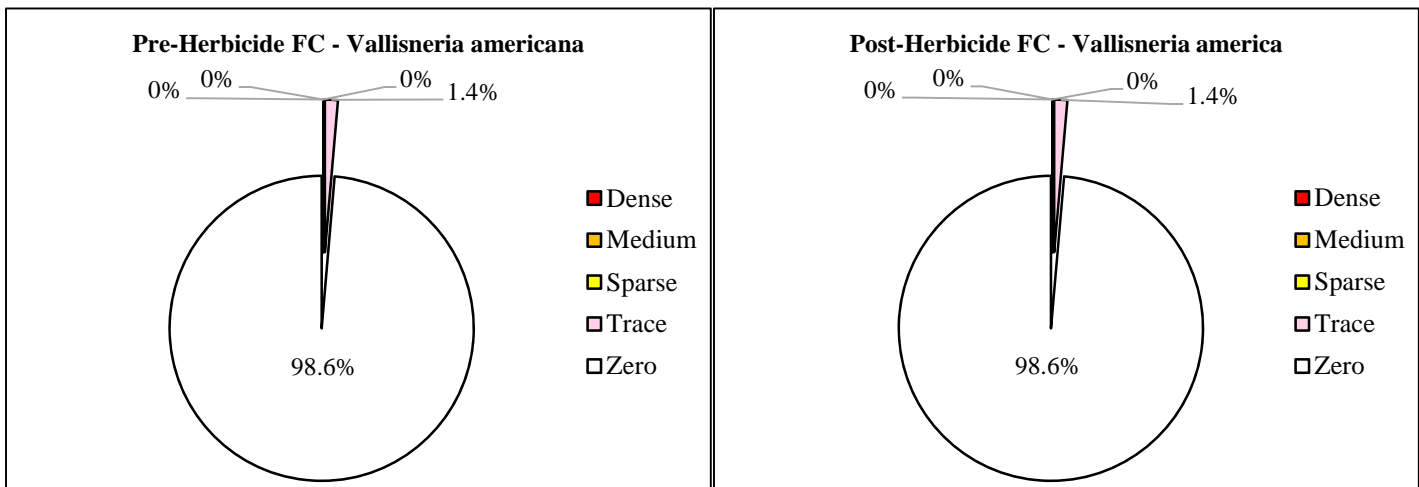 Pre-Herbicide FC - Vallisneria americana
0%
0%
0%
1.4%
98.6%
Dense
Medium
Sparse
Trace
Zero
Post-Herbicide FC - Vallisneria america
0%
0%
0%
1.4%
98.6%
Dense
Medium
Sparse
Trace
Zero